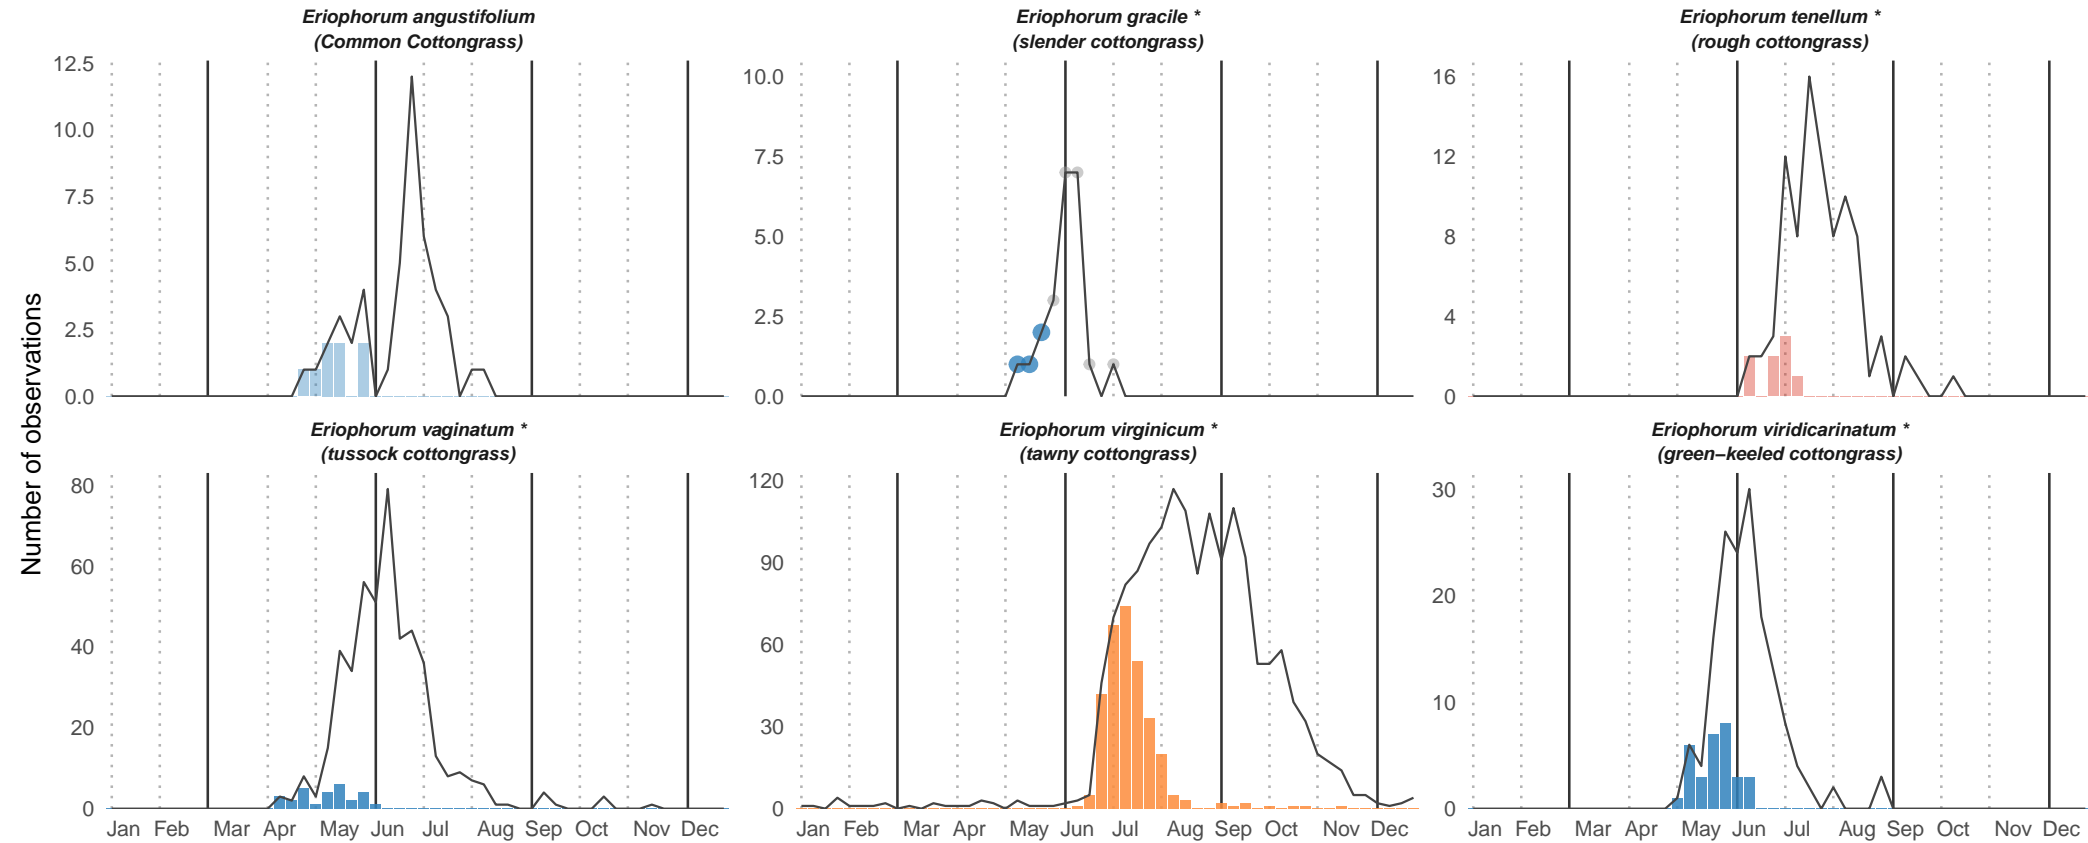 Eriophorum angustifolium
(Common Cottongrass)
Eriophorum gracile *
(slender cottongrass)
Eriophorum tenellum *
(rough cottongrass)
12.5
10.0
7.5
5.0
2.5
0.0
10.0
7.5
5.0
2.5
0.0
16
12
8
4
0
Number of observations
Eriophorum vaginatum *
(tussock cottongrass)
Eriophorum virginicum *
(tawny cottongrass)
Eriophorum viridicarinatum *
(green−keeled cottongrass)
80
60
40
20
0
120
90
60
30
0
30
20
10
0
Jan Feb Mar Apr May Jun Jul Aug Sep Oct Nov Dec
Jan Feb Mar Apr May Jun Jul Aug Sep Oct Nov Dec
Jan Feb Mar Apr May Jun Jul Aug Sep Oct Nov Dec